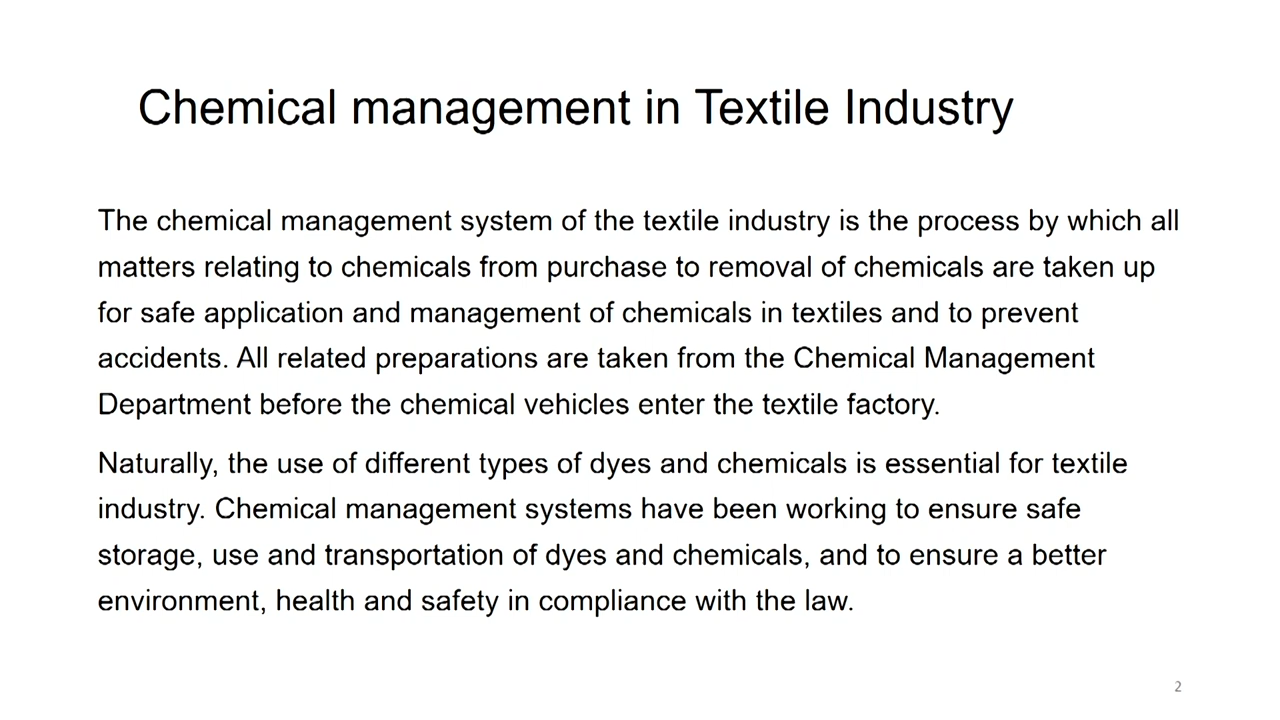 Chemical management in Textile Industry
The chemical management system of the textile industry is the process by which all
matters relating to chemicals from purchase to removal of chemicals are taken up
for safe application and management of chemicals in textiles and to prevent
accidents. All related preparations are taken from the Chemical Management
Department before the chemical vehicles enter the textile factory.
Naturally, the use of different types of dyes and chemicals is essential for textile
industry. Chemical management systems have been working to ensure safe
storage, use and transportation of dyes and chemicals, and to ensure a better
environment, health and safety in compliance with the law.
2